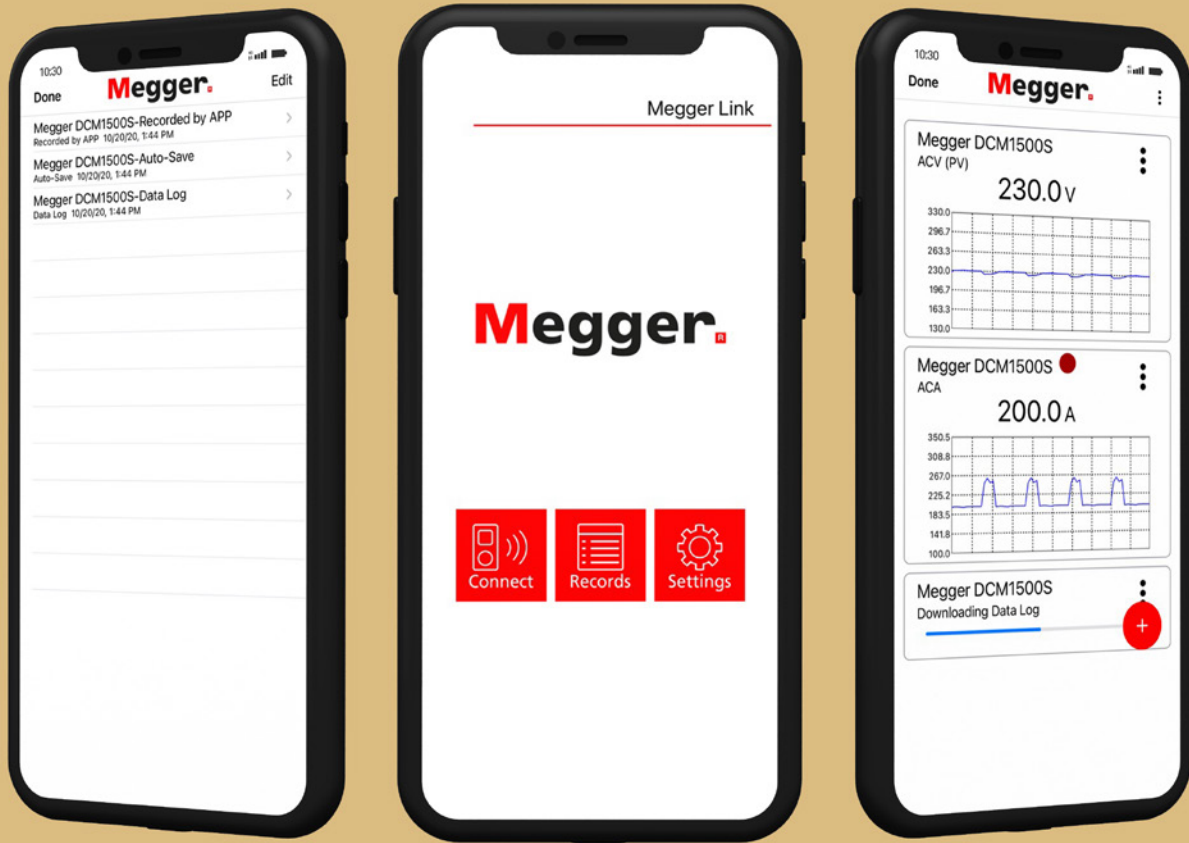 10:30
Done
Megger
Edit
Megger DCM1500S-Recorded by APP
Recorded by APP 10/20/20, 1:44 PM
Megger DCM1500S-Auto-Save
Auto-Save 10/20/20, 1:44 PM
Megger DCM1500S-Data Log
Data Log 10/20/20, 1:44 PM
Megger Link
Megger R
Connect
Records
Settings
10:30
Done
Megger
Megger DCM1500S
ACV (PV)
230.0 V
330.0
296.7
263.3
230.0
196.7
163.3
130.0
Megger DCM1500S
ACA
200.0 A
350.5
308.8
267.0
225.2
183.5
141.8
100.0
Megger DCM1500S
Downloading Data Log
+